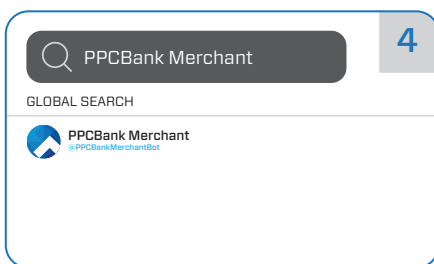 4
PPCBank Merchant
GLOBAL SEARCH
PPCBank Merchant
@PPCBankMerchantBot